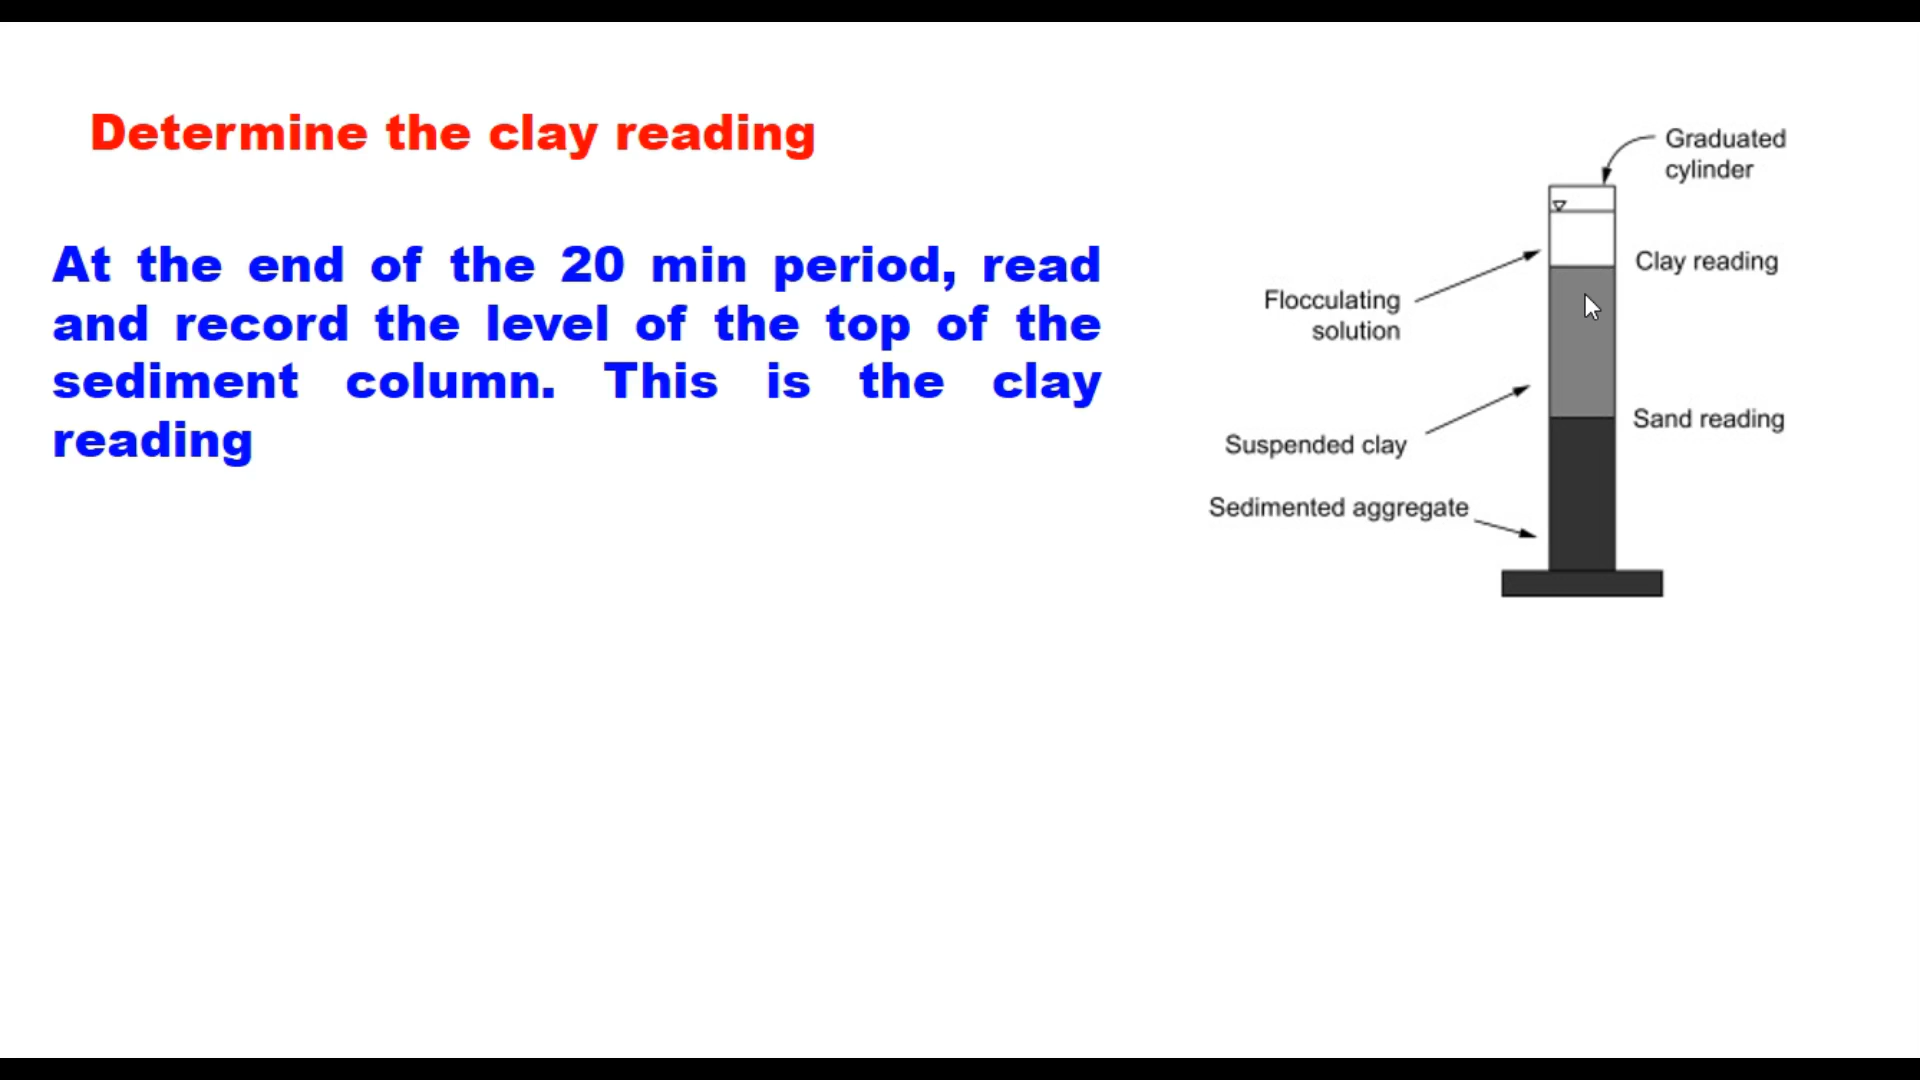 Determine the clay reading
At the end of the 20 min period, read
and record the level of the top of the
sediment column. This is the clay
reading
Graduated
cylinder
Clay reading
Flocculating
solution
Sand reading
Suspended clay
Sedimented aggregate